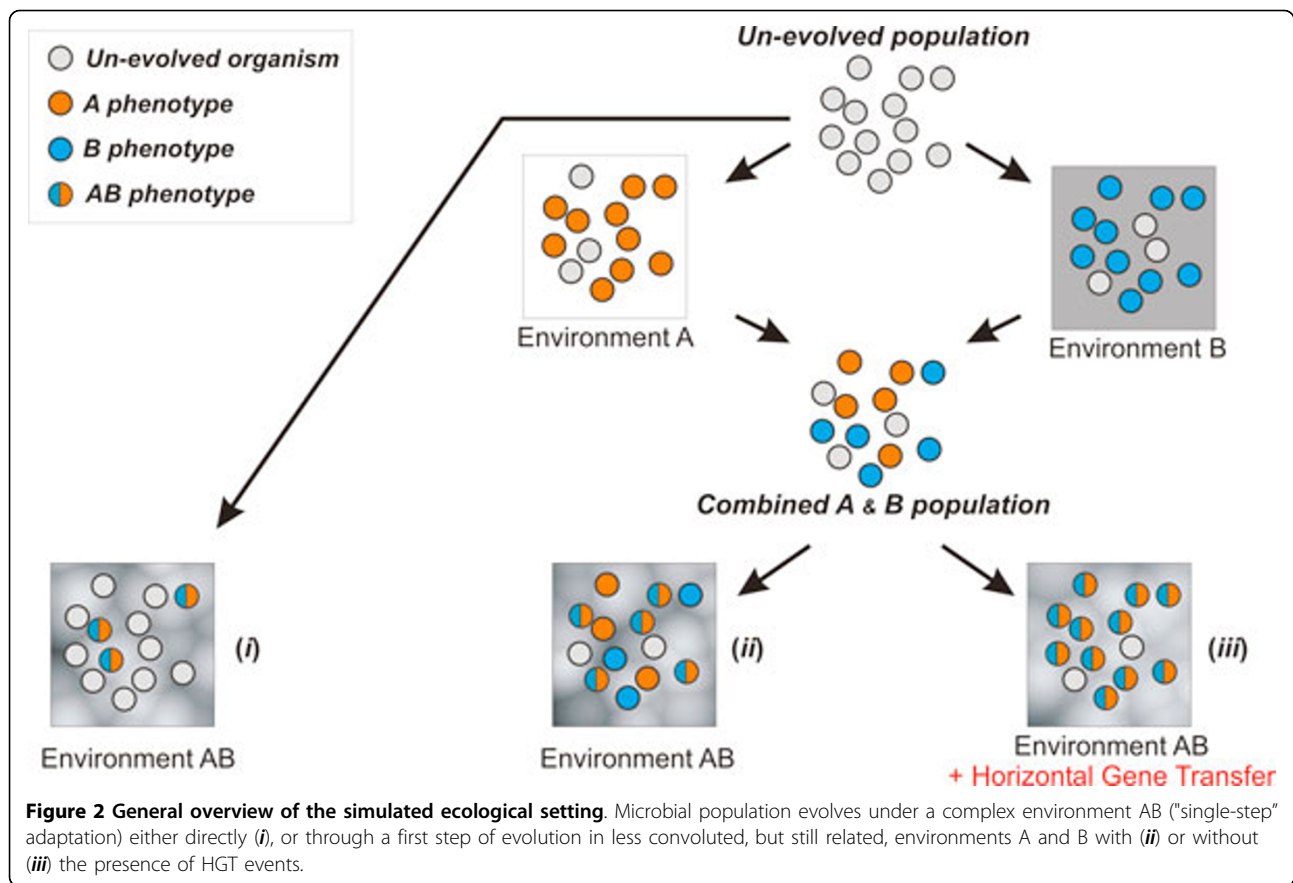 Un-evolved population
Un-evolved organism
A phenotype
B phenotype
AB phenotype
Environment A
Environment B
Combined A & B population
(i)
(ii)
(iii)
Environment AB
Environment AB
Environment AB
+ Horizontal Gene Transfer
Figure 2 General overview of the simulated ecological setting. Microbial population evolves under a complex environment AB ("single-step"
adaptation) either directly (i), or through a first step of evolution in less convoluted, but still related, environments A and B with (ii) or without
(iii) the presence of HGT events.